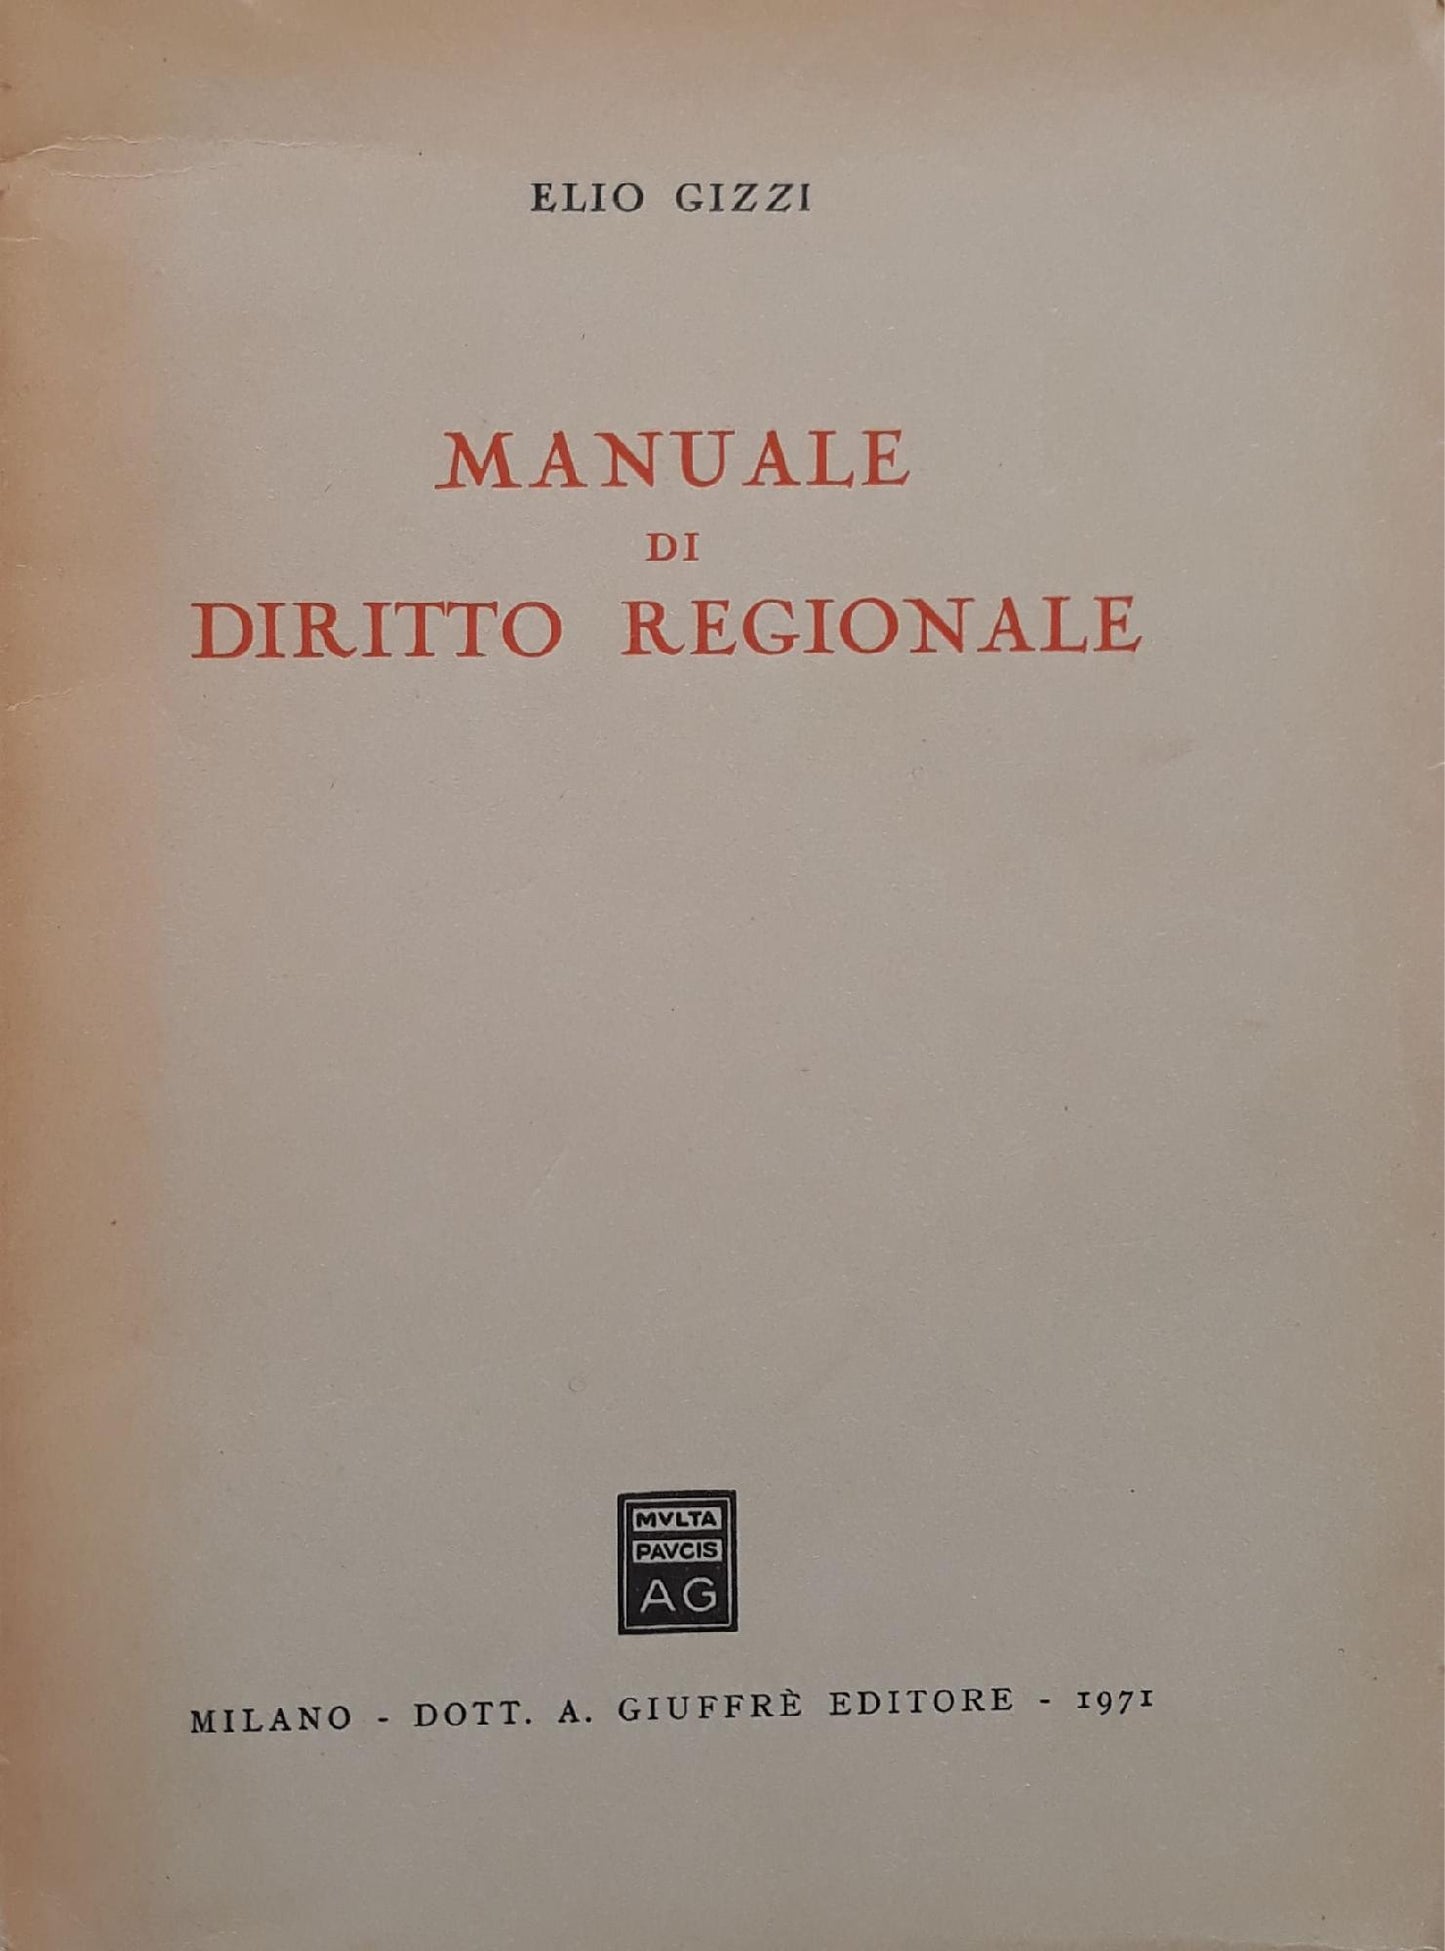 ELIO GIZZI
MANUALE
DI
DIRITTO REGIONALE
MVLTA
PAVCIS
AG
MILANO - DOTT. A. GIUFFRÈ EDITORE - 1971